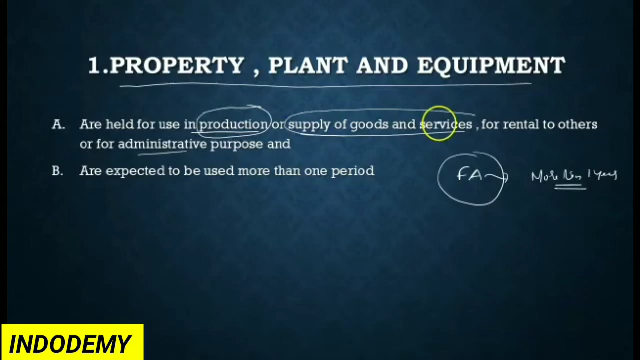 1.PROPERTY , PLANT AND EQUIPMENT
A. Are held for use in production or supply of goods and services , for rental to others
or for administrative purpose and
B. Are expected to be used more than one period
FA
More than 1 year
INDODEMY